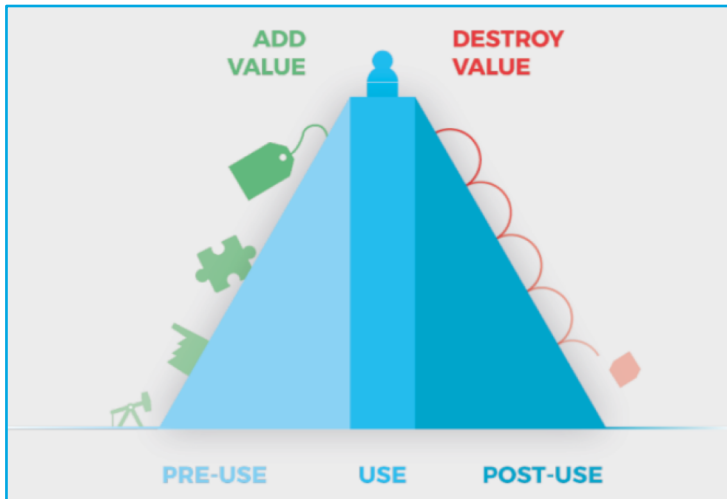 ADD
VALUE
DESTROY
VALUE
PRE-USE
USE
POST-USE